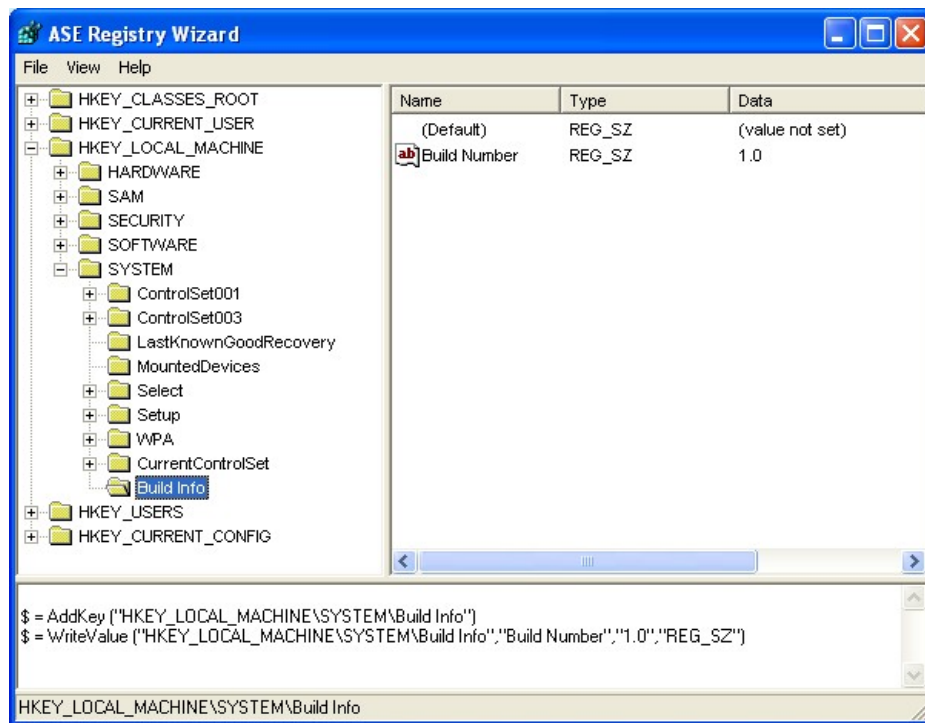 ASE Registry Wizard
File View Help
HKEY_CLASSES_ROOT
HKEY_CURRENT_USER
HKEY_LOCAL_MACHINE
HARDWARE
SAM
SECURITY
SOFTWARE
SYSTEM
ControlSet001
ControlSet003
LastKnownGoodRecovery
MountedDevices
Select
Setup
WPA
CurrentControlSet
Build Info
HKEY_USERS
HKEY_CURRENT_CONFIG
Name Type Data
(Default) REG_SZ (value not set)
ab Build Number REG_SZ 1.0
$ = AddKey ("HKEY_LOCAL_MACHINE\SYSTEM\Build Info")
$ = WriteValue ("HKEY_LOCAL_MACHINE\SYSTEM\Build Info","Build Number","1.0","REG_SZ")
HKEY_LOCAL_MACHINE\SYSTEM\Build Info